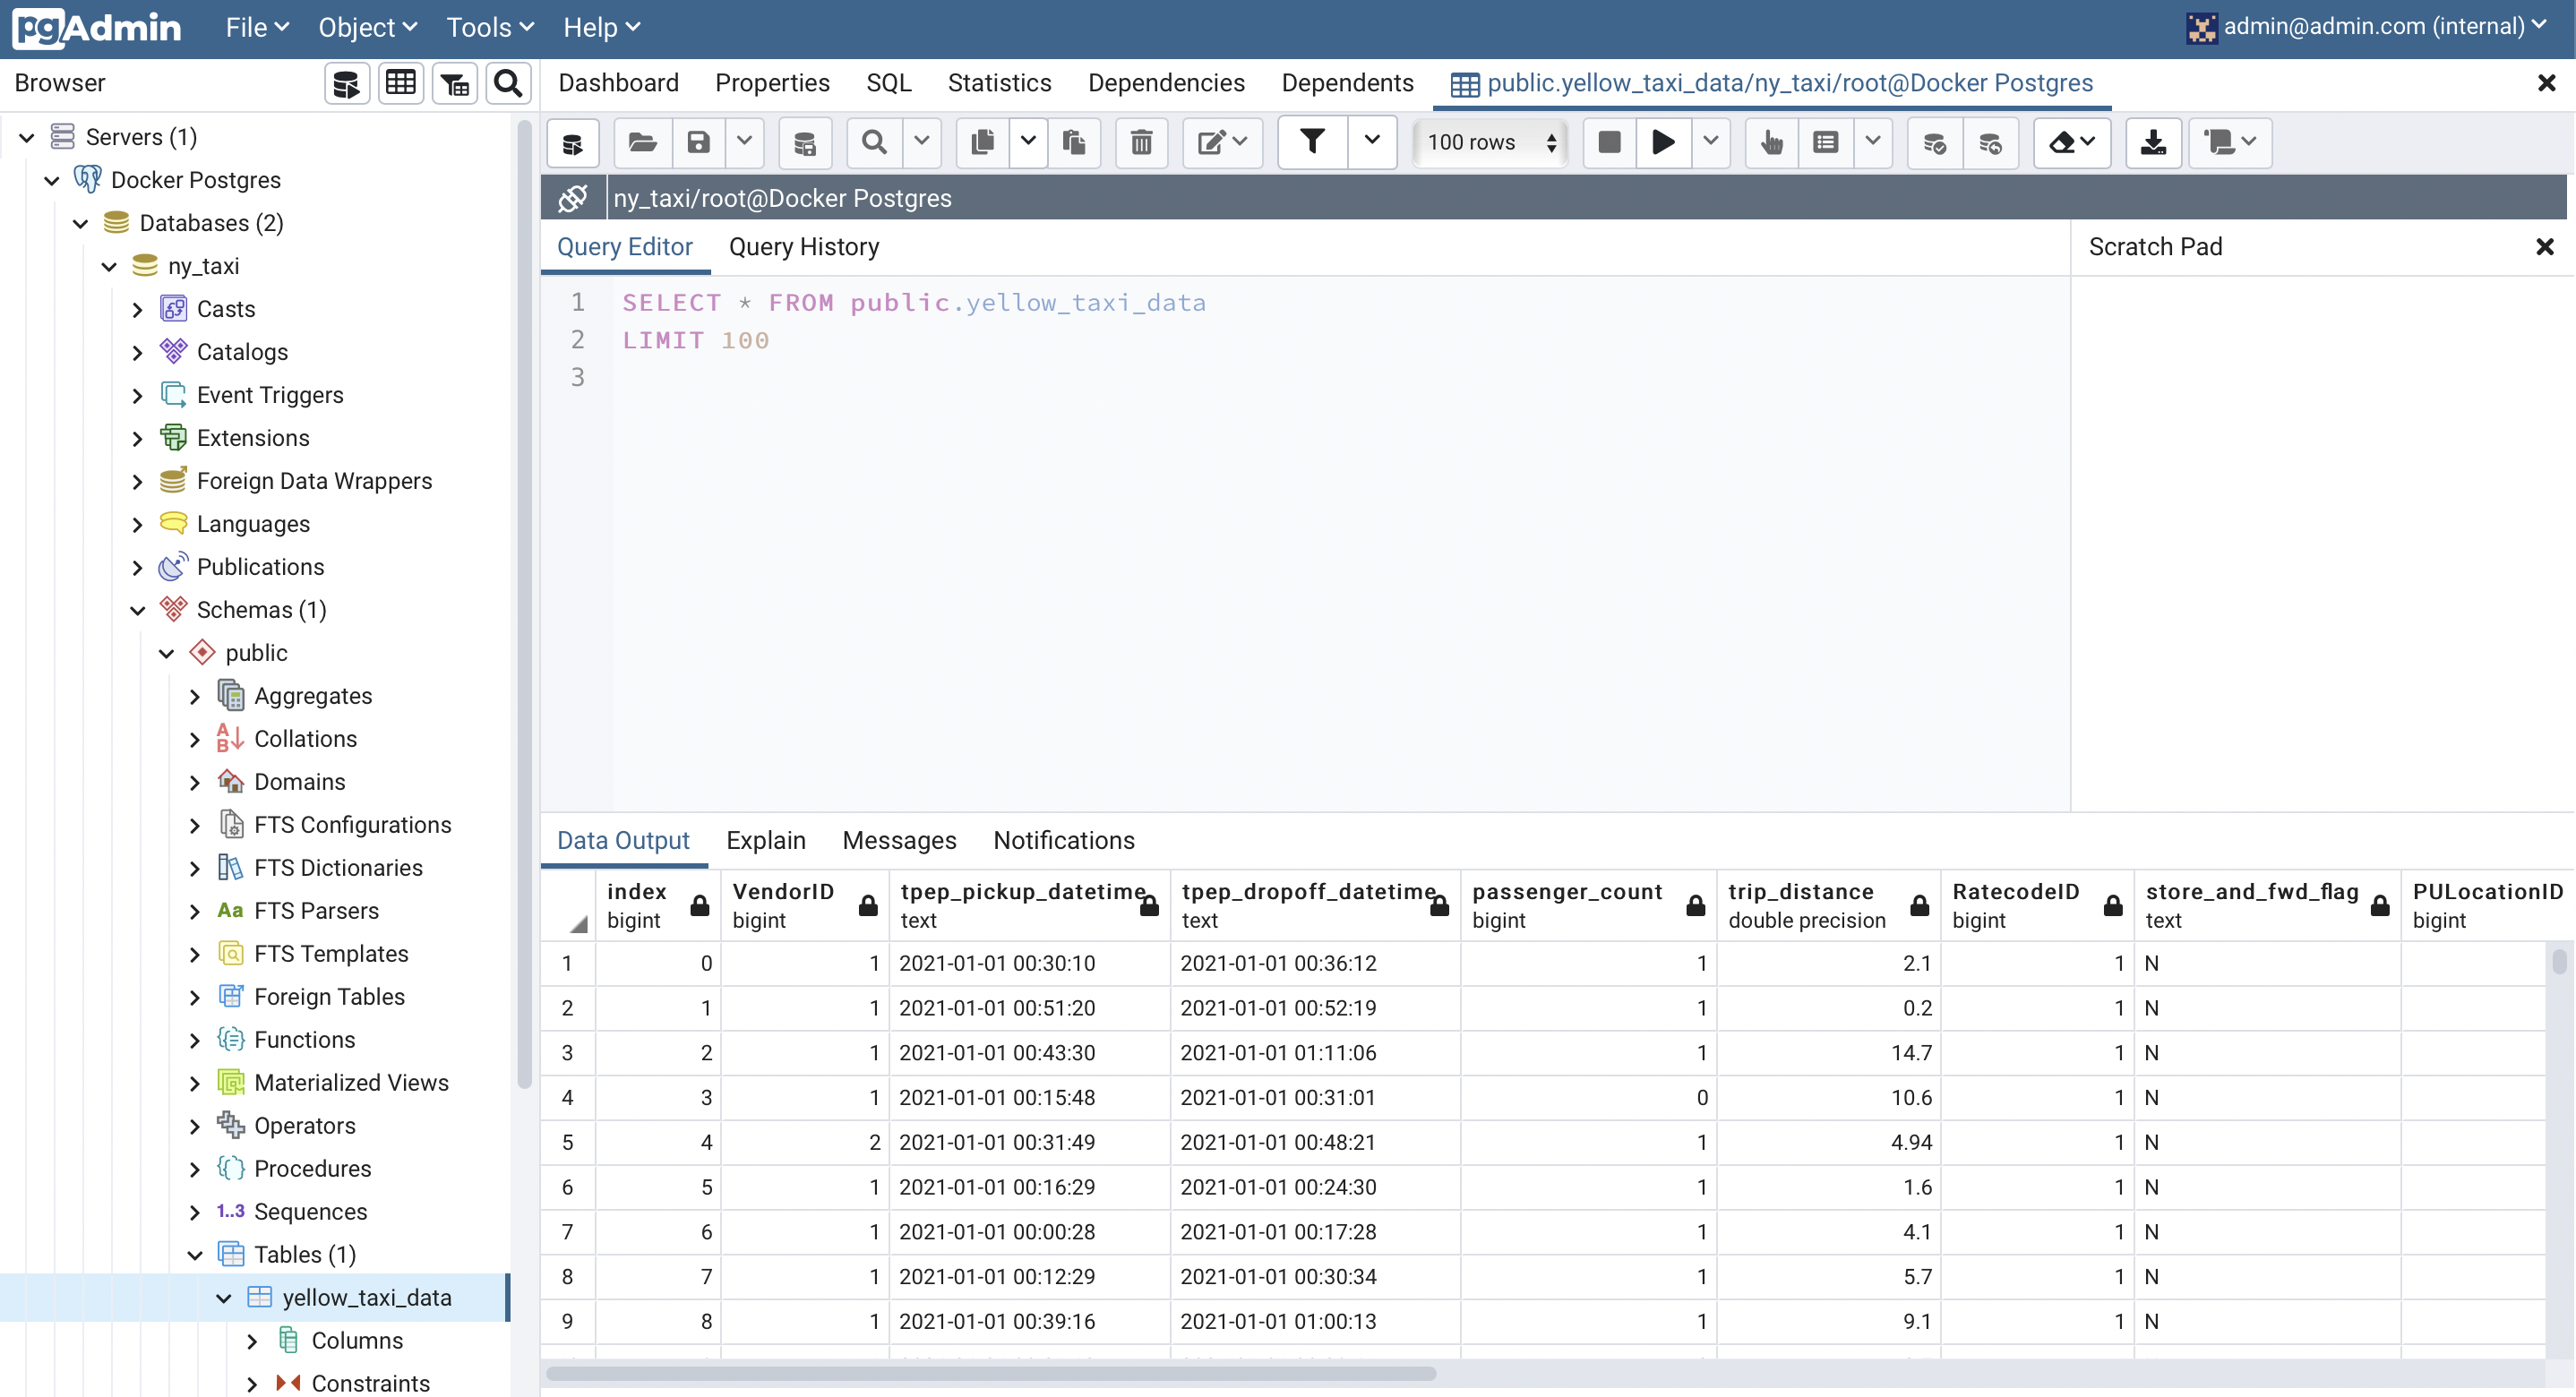 pgAdmin File Object Tools Help admin@admin.com (internal)
Browser
Servers (1)
Docker Postgres
Databases (2)
ny_taxi
Casts
Catalogs
Event Triggers
Extensions
Foreign Data Wrappers
Languages
Publications
Schemas (1)
public
Aggregates
A B Collations
Domains
FTS Configurations
FTS Dictionaries
Aa FTS Parsers
FTS Templates
Foreign Tables
Functions
Materialized Views
Operators
Procedures
1..3 Sequences
Tables (1)
yellow_taxi_data
Columns
Constraints
Dashboard Properties SQL Statistics Dependencies Dependents public.yellow_taxi_data/ny_taxi/root@Docker Postgres
100 rows
ny_taxi/root@Docker Postgres
Query Editor Query History
1 SELECT * FROM public.yellow_taxi_data
2 LIMIT 100
3
Scratch Pad
Data Output Explain Messages Notifications
index VendorID tpep_pickup_datetime tpep_dropoff_datetime passenger_count trip_distance RatecodeID store_and_fwd_flag PULocationID
bigint bigint text text bigint double precision bigint text bigint
1 0 1 2021-01-01 00:30:10 2021-01-01 00:36:12 1 2.1 1 N
2 1 1 2021-01-01 00:51:20 2021-01-01 00:52:19 1 0.2 1 N
3 2 1 2021-01-01 00:43:30 2021-01-01 01:11:06 1 14.7 1 N
4 3 1 2021-01-01 00:15:48 2021-01-01 00:31:01 0 10.6 1 N
5 4 2 2021-01-01 00:31:49 2021-01-01 00:48:21 1 4.94 1 N
6 5 1 2021-01-01 00:16:29 2021-01-01 00:24:30 1 1.6 1 N
7 6 1 2021-01-01 00:00:28 2021-01-01 00:17:28 1 4.1 1 N
8 7 1 2021-01-01 00:12:29 2021-01-01 00:30:34 1 5.7 1 N
9 8 1 2021-01-01 00:39:16 2021-01-01 01:00:13 1 9.1 1 N